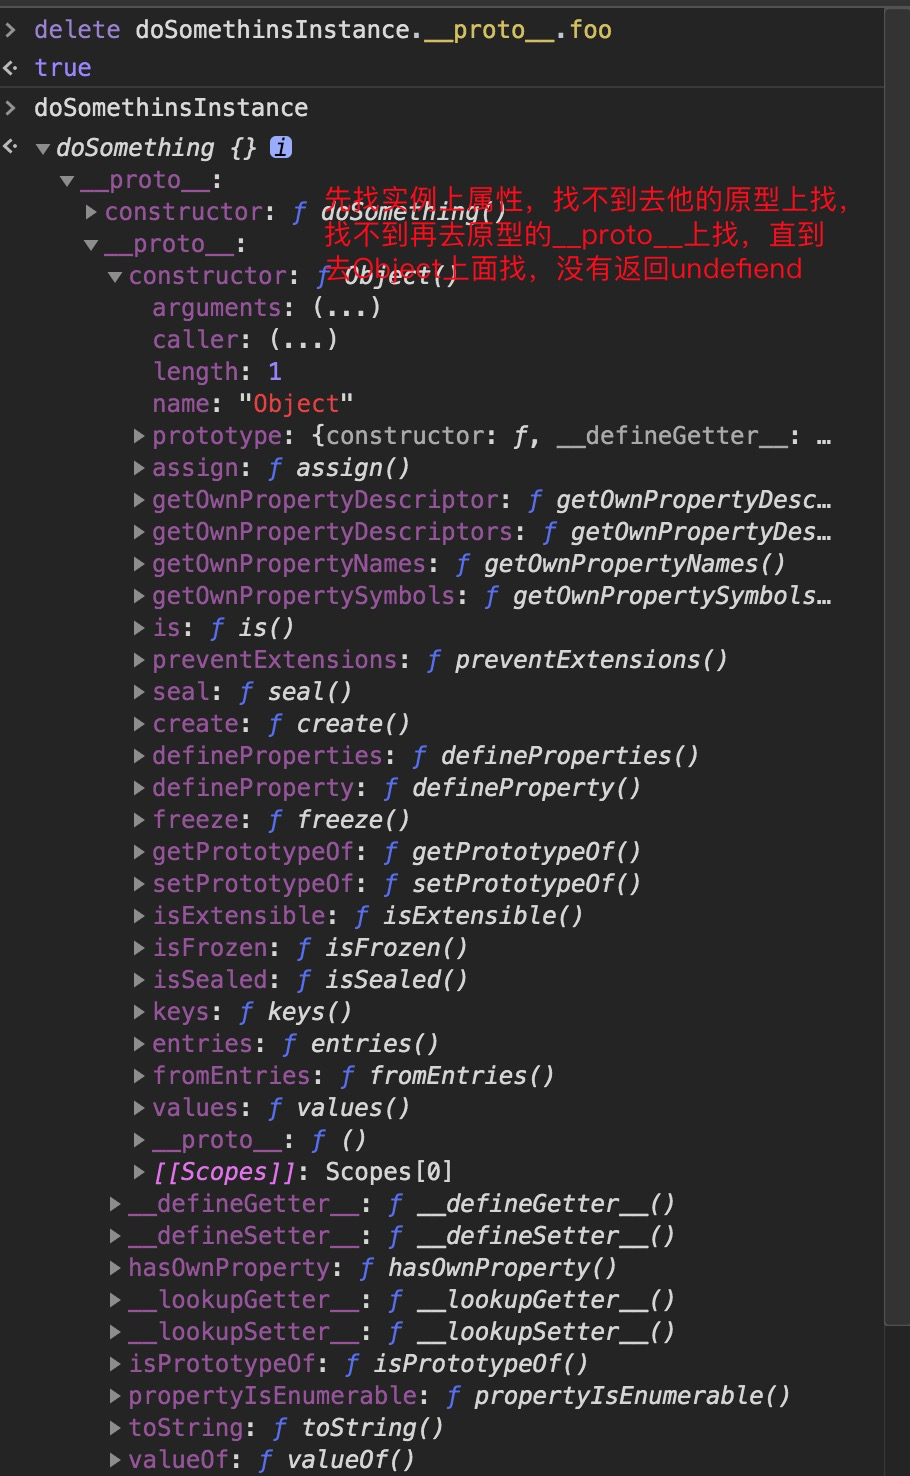 > delete doSomethinsInstance.__proto__.foo
true
> doSomethinsInstance
doSomething {} i
__proto__:
先找实例上属性，找不到去他的原型上找，
constructor: ƒ doSomething()
找不到再去原型的__proto__上找，直到
__proto__:
去Object上面找，没有返回undefiend
constructor: ƒ Object()
arguments: (...)
caller: (...)
length: 1
name: "Object"
prototype: {constructor: ƒ, __defineGetter__: …
assign: ƒ assign()
getOwnPropertyDescriptor: ƒ getOwnPropertyDesc…
getOwnPropertyDescriptors: ƒ getOwnPropertyDes…
getOwnPropertyNames: ƒ getOwnPropertyNames()
getOwnPropertySymbols: ƒ getOwnPropertySymbols…
is: ƒ is()
preventExtensions: ƒ preventExtensions()
seal: ƒ seal()
create: ƒ create()
defineProperties: ƒ defineProperties()
defineProperty: ƒ defineProperty()
freeze: ƒ freeze()
getPrototypeOf: ƒ getPrototypeOf()
setPrototypeOf: ƒ setPrototypeOf()
isExtensible: ƒ isExtensible()
isFrozen: ƒ isFrozen()
isSealed: ƒ isSealed()
keys: ƒ keys()
entries: ƒ entries()
fromEntries: ƒ fromEntries()
values: ƒ values()
__proto__: ƒ ()
[[Scopes]]: Scopes[0]
__defineGetter__: ƒ __defineGetter__()
__defineSetter__: ƒ __defineSetter__()
hasOwnProperty: ƒ hasOwnProperty()
__lookupGetter__: ƒ __lookupGetter__()
__lookupSetter__: ƒ __lookupSetter__()
isPrototypeOf: ƒ isPrototypeOf()
propertyIsEnumerable: ƒ propertyIsEnumerable()
toString: ƒ toString()
valueOf: ƒ valueOf()